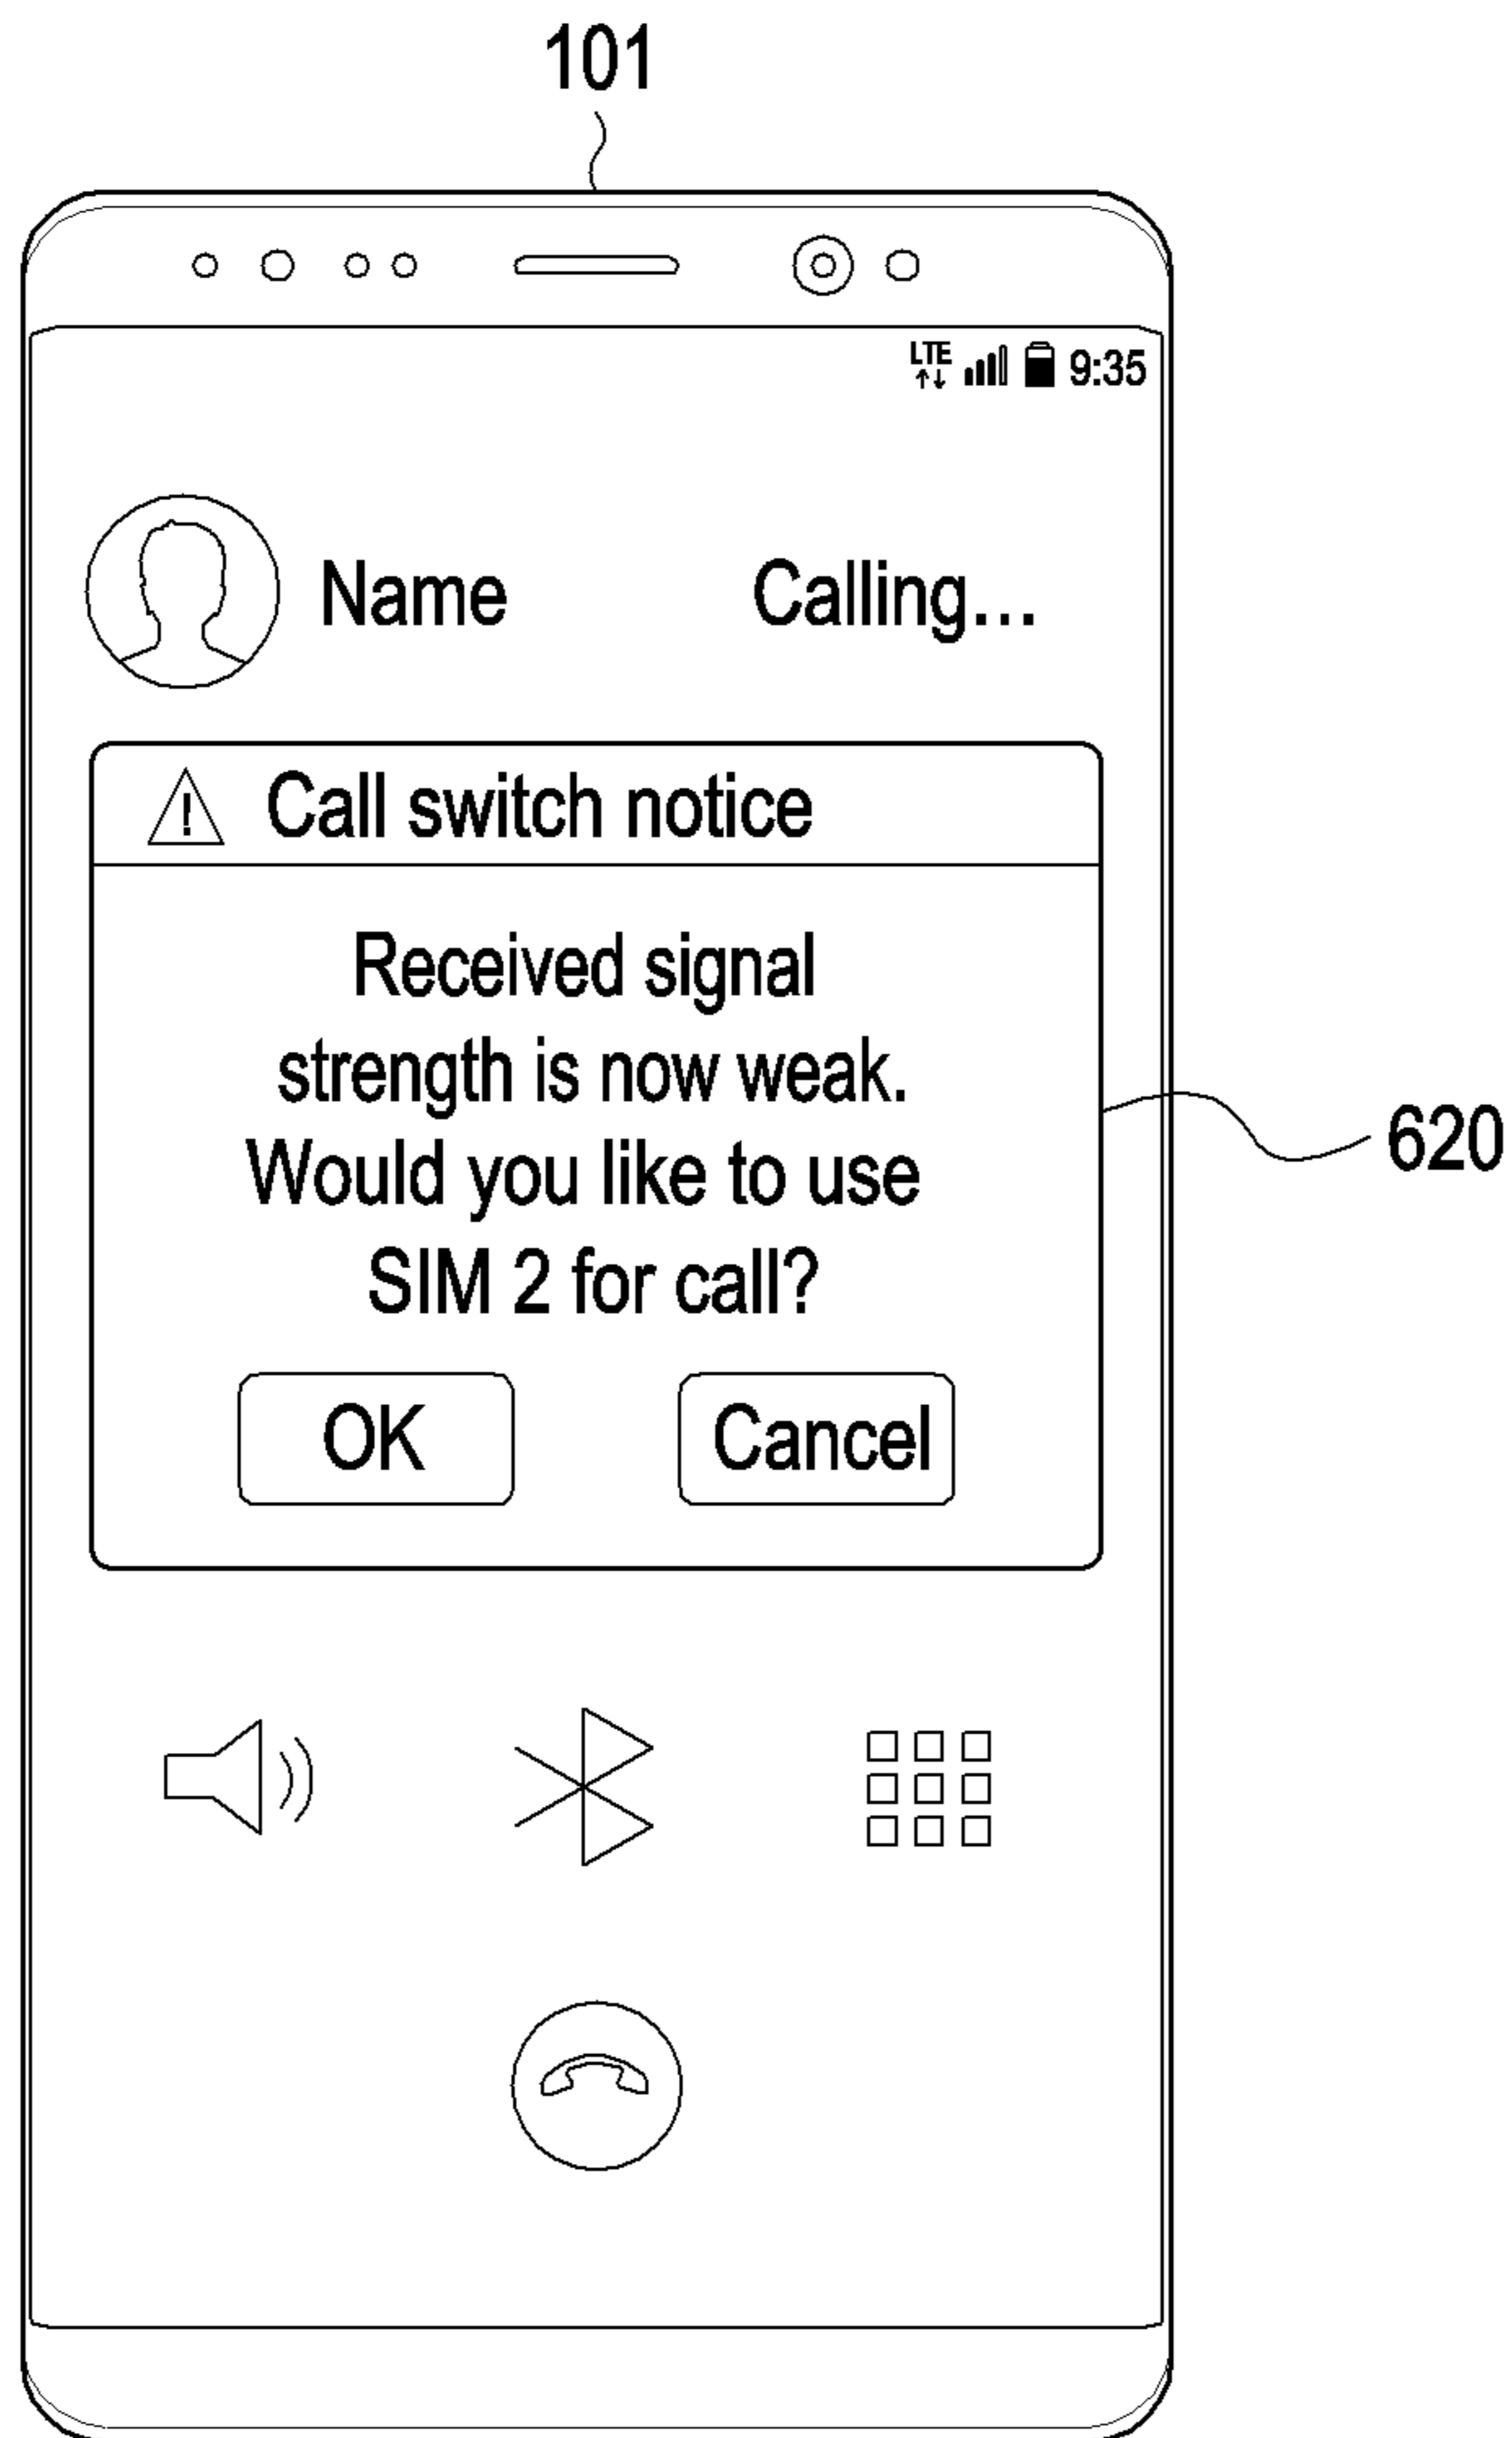 101
LTE 9:35
Name Calling...
! Call switch notice
Received signal
strength is now weak.
Would you like to use
SIM 2 for call?
620
OK Cancel